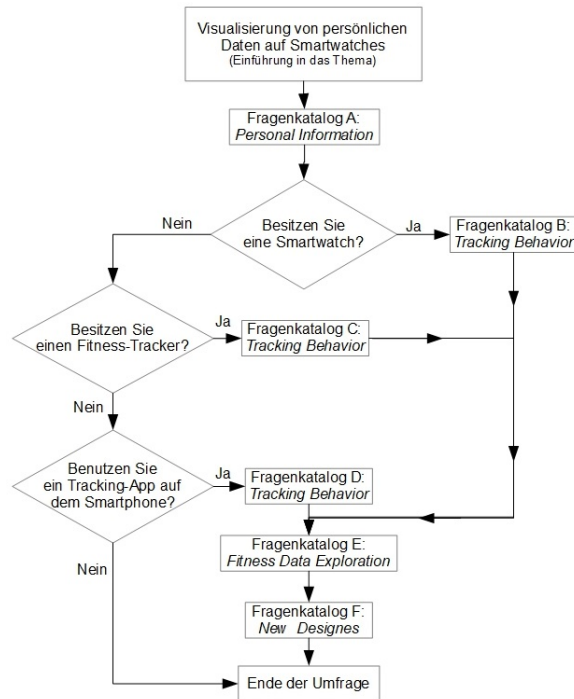 Visualisierung von persönlichen
Daten auf Smartwatches
(Einführung in das Thema)
Fragenkatalog A:
Personal Information
Besitzen Sie
eine Smartwatch?
Nein
Ja
Fragenkatalog B:
Tracking Behavior
Besitzen Sie
einen Fitness-Tracker?
Ja
Fragenkatalog C:
Tracking Behavior
Nein
Benutzen Sie
ein Tracking-App auf
dem Smartphone?
Ja
Fragenkatalog D:
Tracking Behavior
Nein
Fragenkatalog E:
Fitness Data Exploration
Fragenkatalog F:
New Designes
Ende der Umfrage